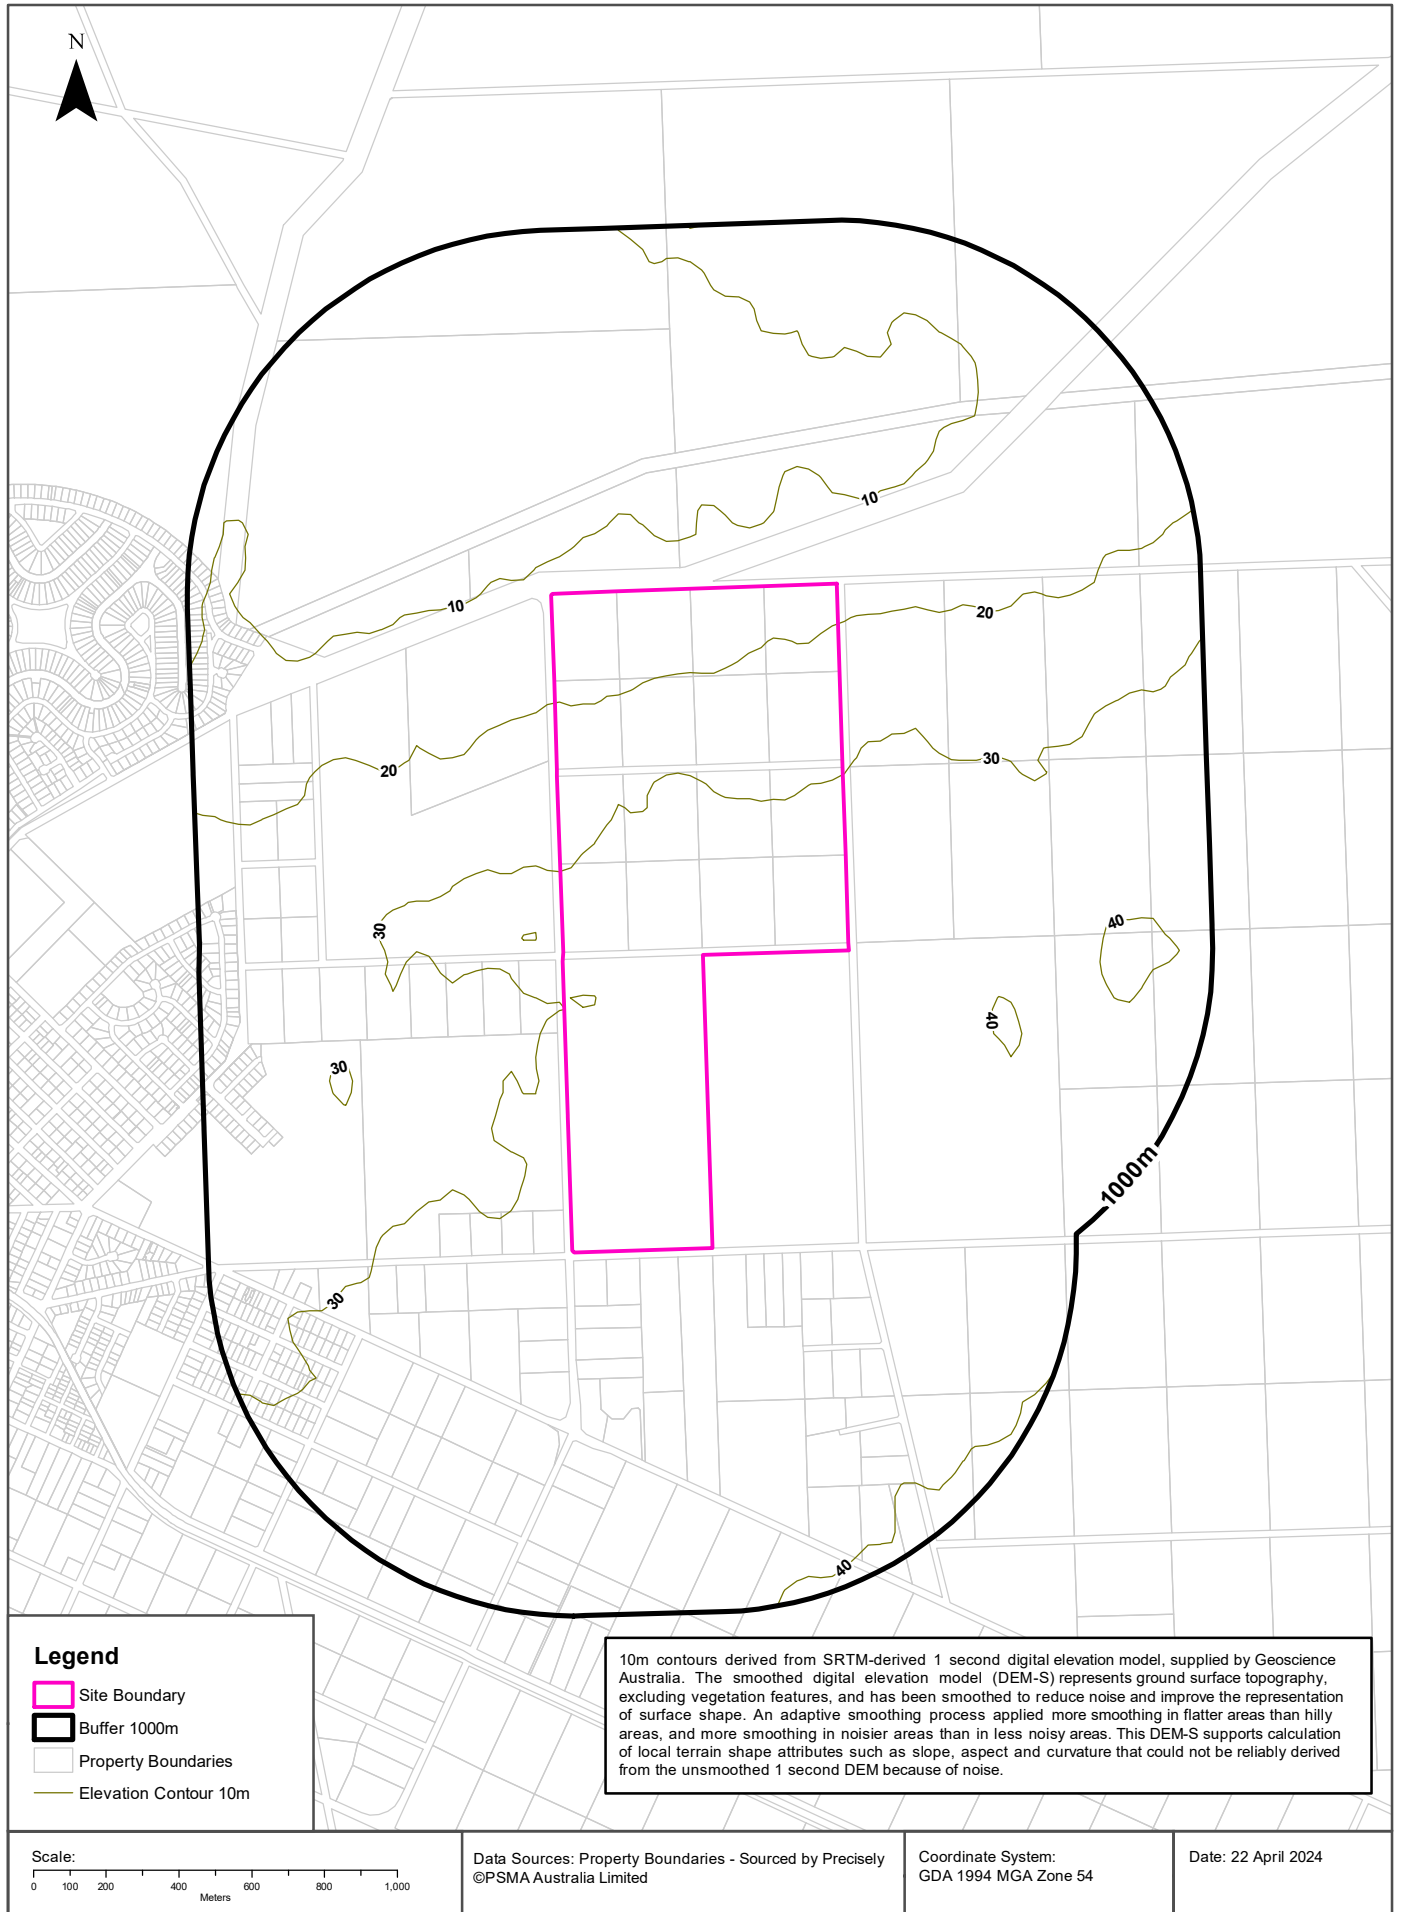 N
10
10
20
20
30
30
40
40
30
1000m
30
40
Legend
Site Boundary
Buffer 1000m
Property Boundaries
Elevation Contour 10m
10m contours derived from SRTM-derived 1 second digital elevation model, supplied by Geoscience
Australia. The smoothed digital elevation model (DEM-S) represents ground surface topography,
excluding vegetation features, and has been smoothed to reduce noise and improve the representation
of surface shape. An adaptive smoothing process applied more smoothing in flatter areas than hilly
areas, and more smoothing in noisier areas than in less noisy areas. This DEM-S supports calculation
of local terrain shape attributes such as slope, aspect and curvature that could not be reliably derived
from the unsmoothed 1 second DEM because of noise.
Scale:
0 100 200 400 600 800 1,000
Meters
Data Sources: Property Boundaries - Sourced by Precisely
©PSMA Australia Limited
Coordinate System:
GDA 1994 MGA Zone 54
Date: 22 April 2024